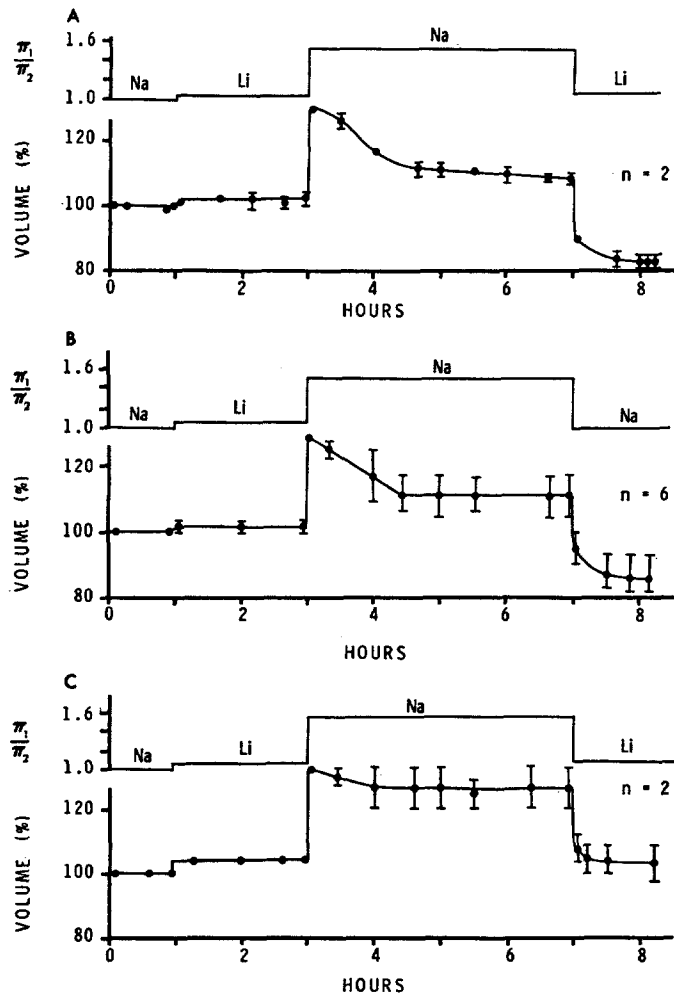 A
π₁
π₂
1.6
1.0
Na
Li
Na
Li
VOLUME (%)
120
100
80
n = 2
0
2
4
6
8
HOURS
B
π₁
π₂
1.6
1.0
Na
Li
Na
Na
VOLUME (%)
120
100
80
n = 6
0
2
4
6
8
HOURS
C
π₁
π₂
1.6
1.0
Na
Li
Na
Li
VOLUME (%)
120
100
80
n = 2
0
2
4
6
8
HOURS